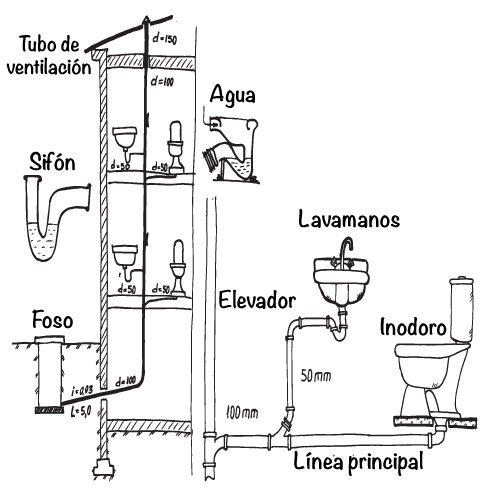 d=150
Tubo de
ventilación
d=100
Agua
Sifón
d=50
d=50
Lavamanos
Elevador
d=50
d=50
Foso
Inodoro
50mm
i=0,03
d=100
L=5,0
100mm
Línea principal